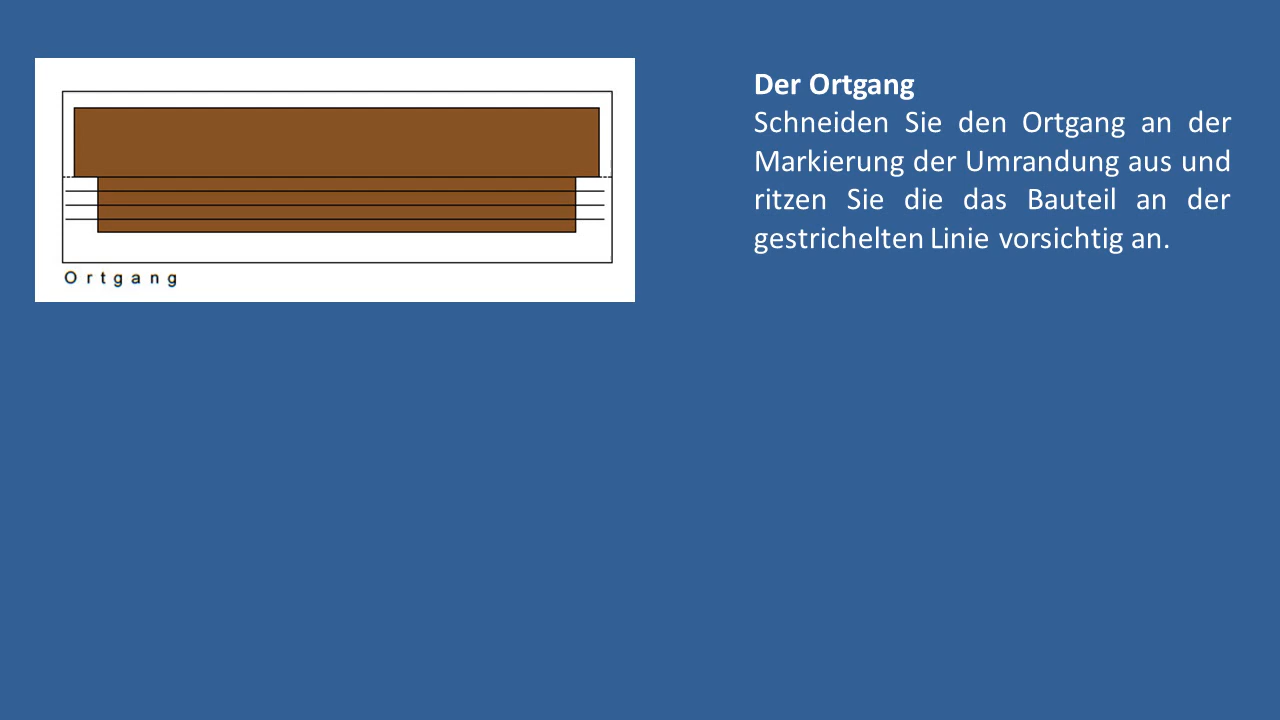 Ortgang
Der Ortgang
Schneiden Sie den Ortgang an der
Markierung der Umrandung aus und
ritzen Sie die das Bauteil an der
gestrichelten Linie vorsichtig an.